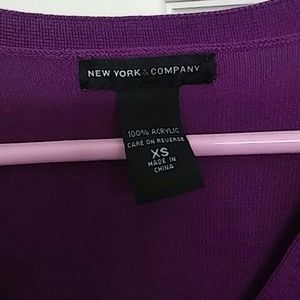 NEW YORK & COMPANY
100% ACRYLIC
CARE ON REVERSE
XS
MADE IN
CHINA